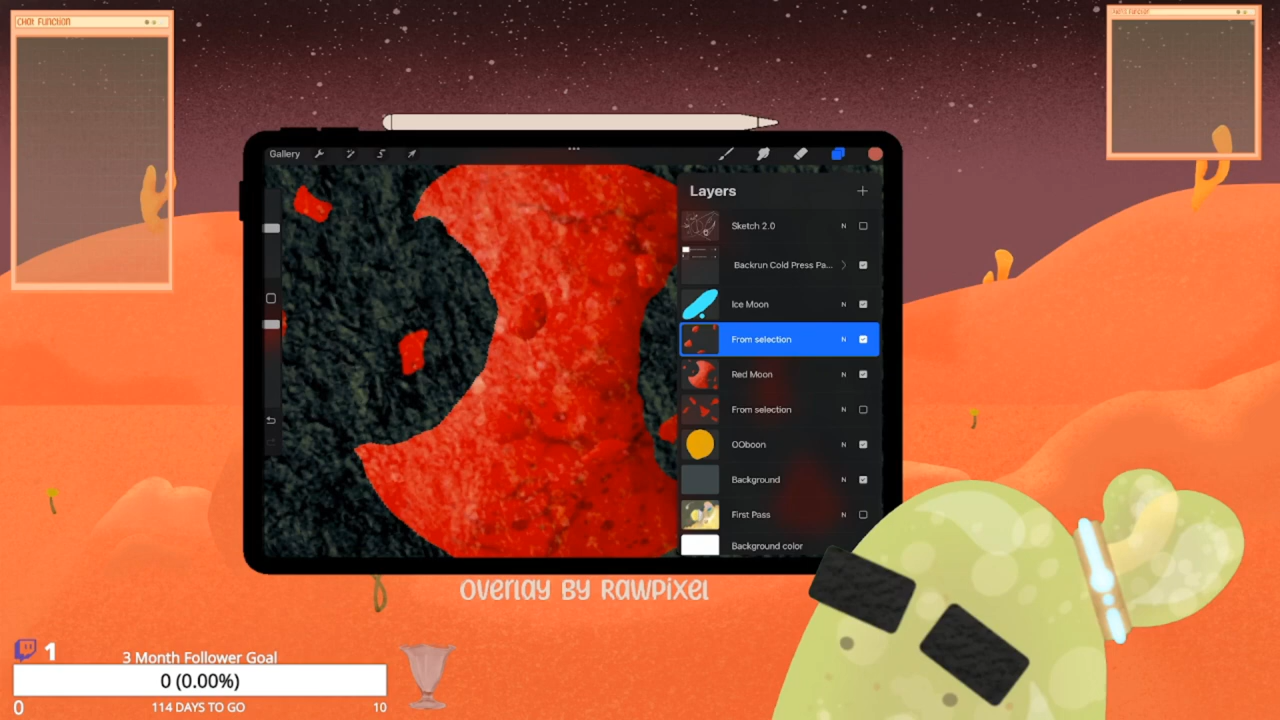 Chat Function
Gallery
Layers
Sketch 2.0
N
Backrun Cold Press Pa...
Ice Moon
N
From selection
N
Red Moon
N
From selection
N
OOboon
N
Background
N
First Pass
N
Background color
Overlay by Rawpixel
1
3 Month Follower Goal
0 (0.00%)
0
114 DAYS TO GO
10